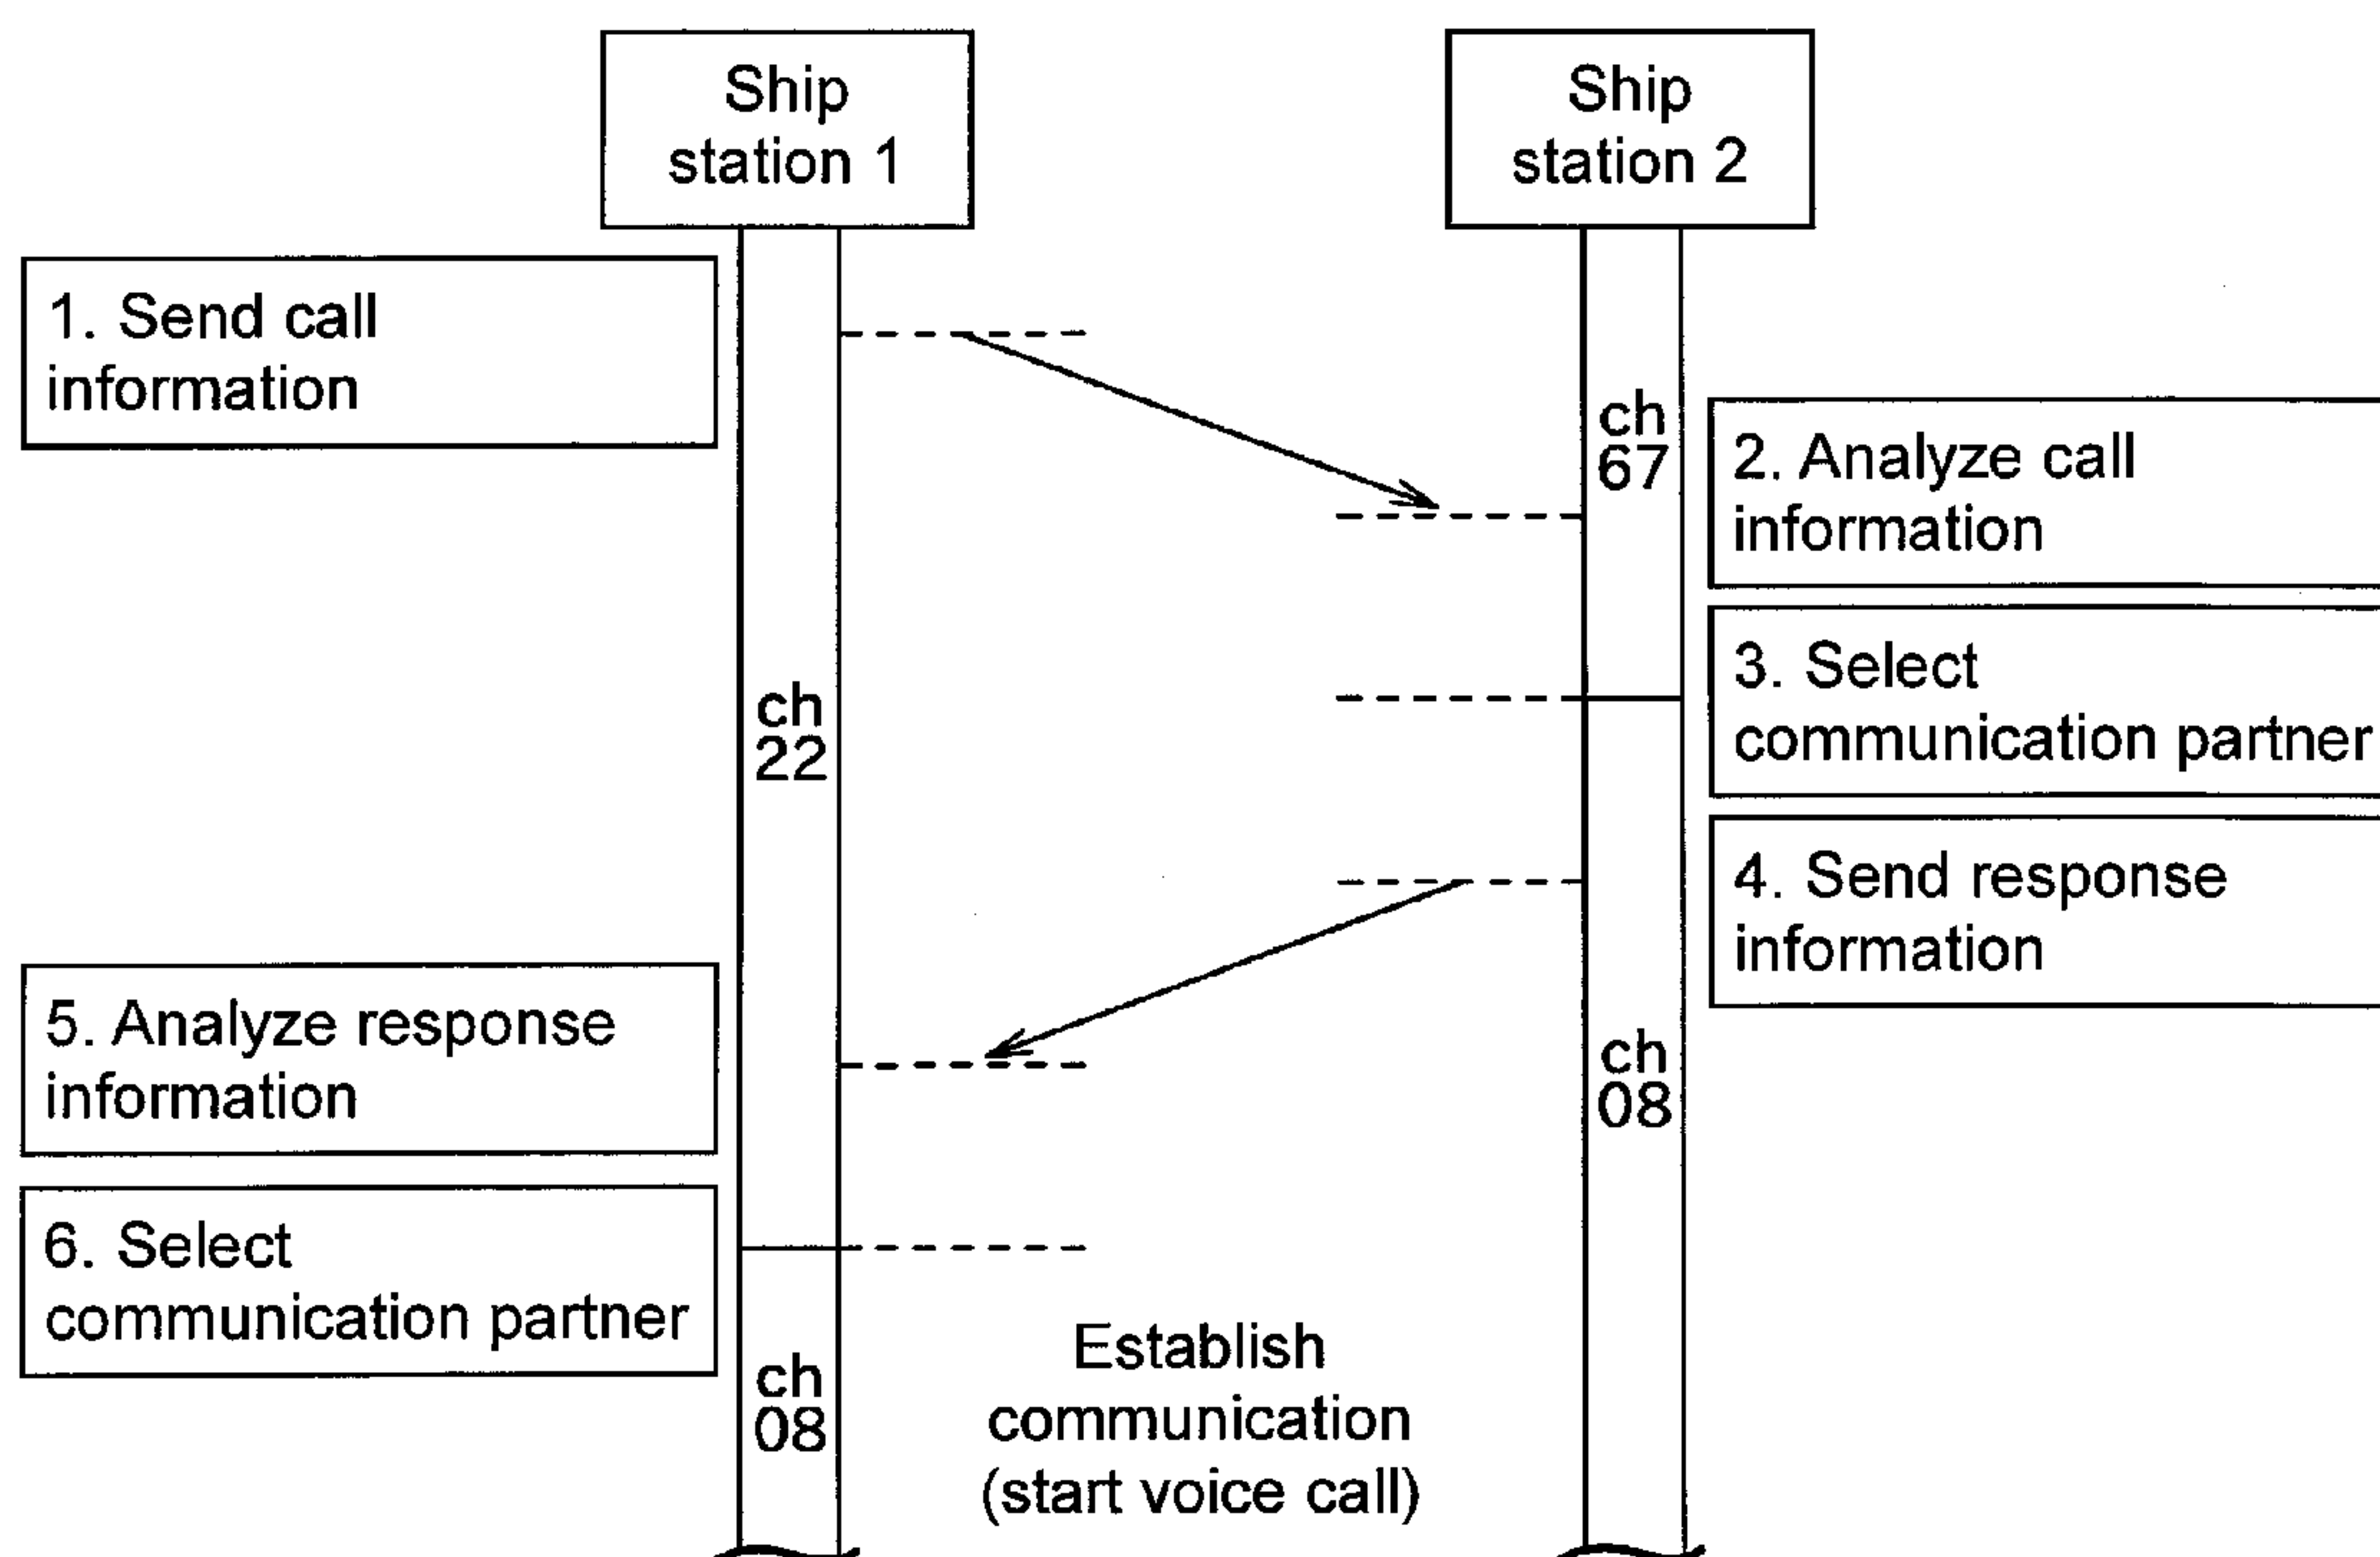 Ship
station 1
Ship
station 2
1. Send call
information
ch
67
2. Analyze call
information
3. Select
communication partner
ch
22
4. Send response
information
5. Analyze response
information
ch
08
6. Select
communication partner
ch
08
Establish
communication
(start voice call)